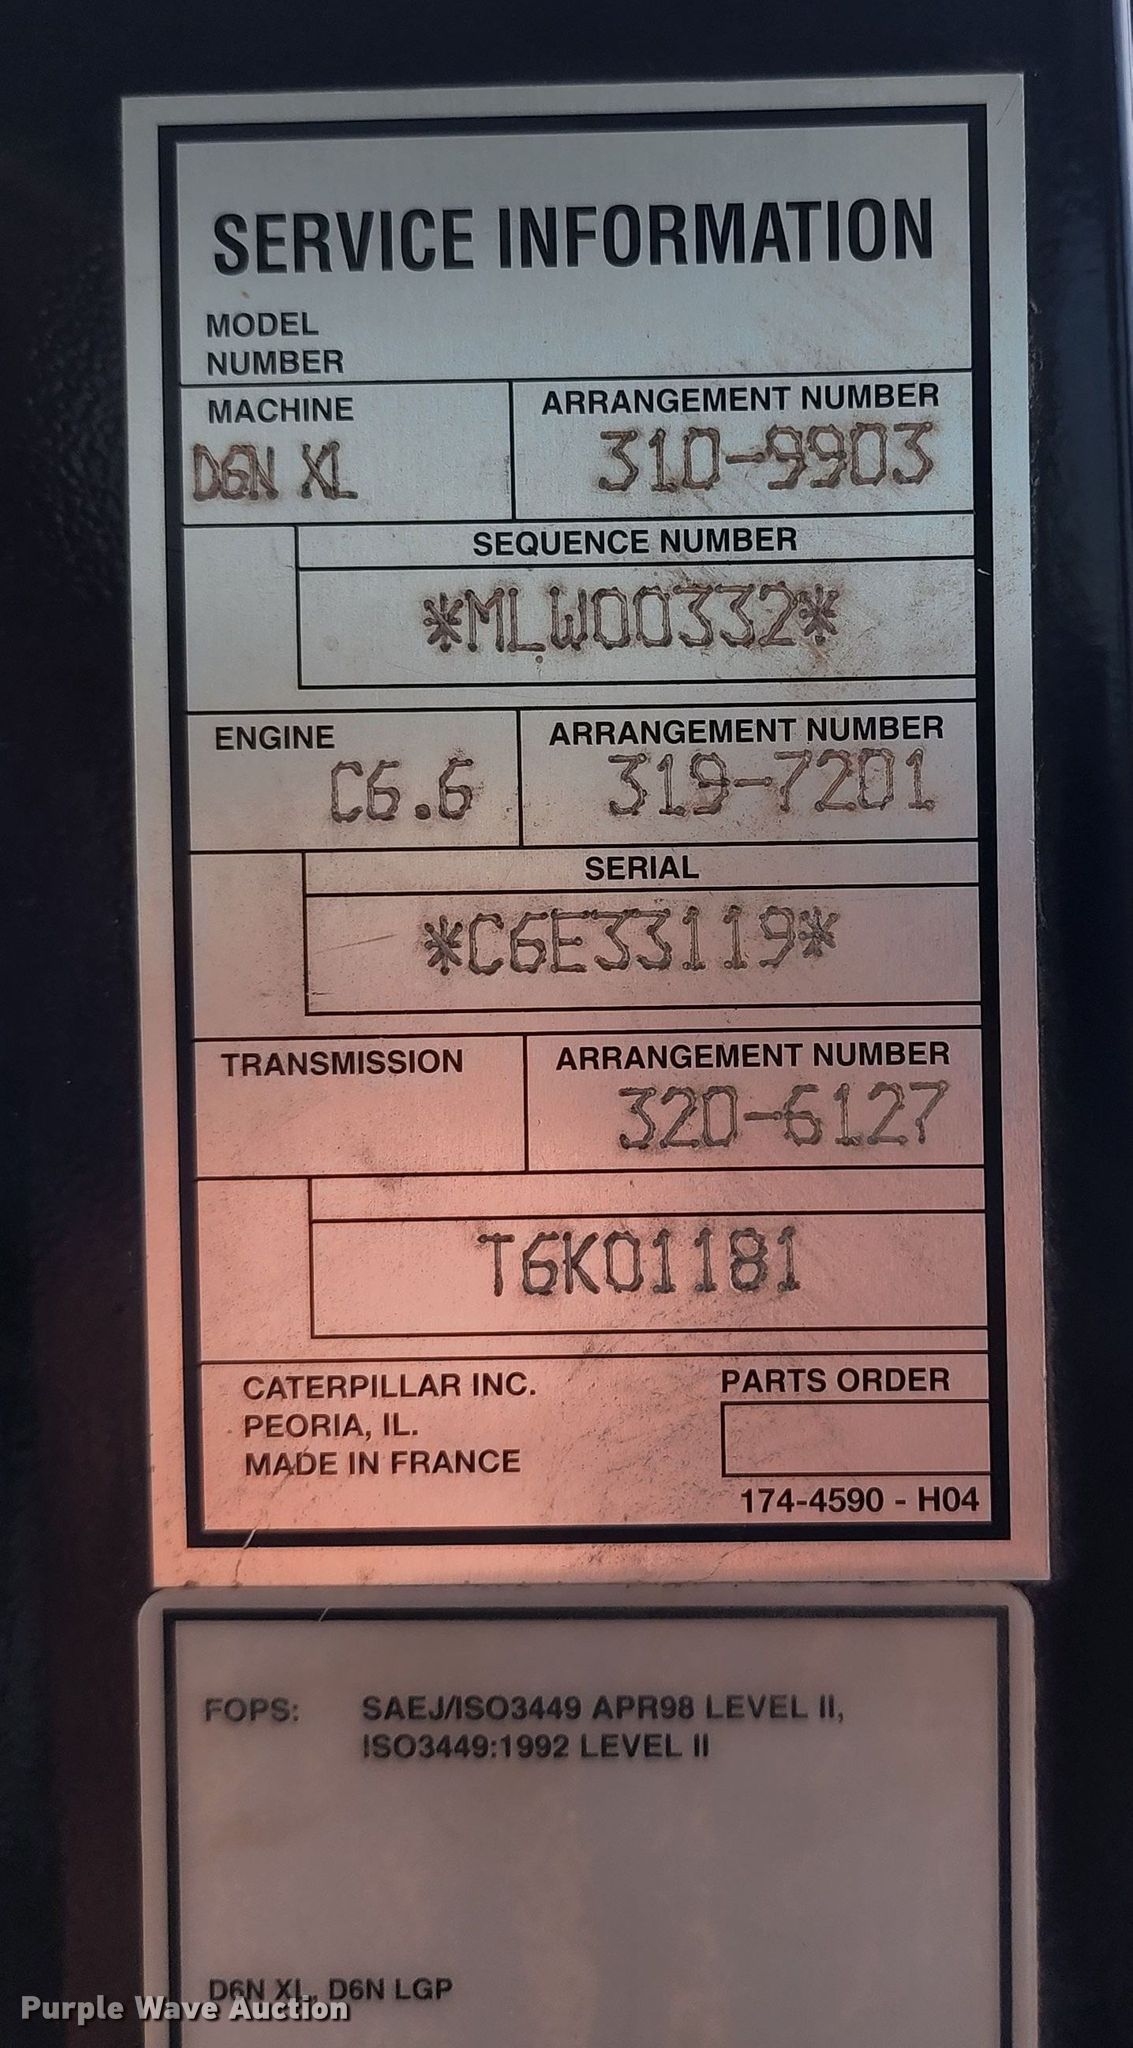 SERVICE INFORMATION
MODEL
NUMBER
MACHINE
ARRANGEMENT NUMBER
D6N XL
310-9903
SEQUENCE NUMBER
*MLW00332*
ENGINE
ARRANGEMENT NUMBER
C6.6
319-7201
SERIAL
*C6E33119*
TRANSMISSION
ARRANGEMENT NUMBER
320-6127
T6K01181
CATERPILLAR INC.
PEORIA, IL.
MADE IN FRANCE
PARTS ORDER
174-4590 - H04
FOPS: SAEJ/ISO3449 APR98 LEVEL II,
ISO3449:1992 LEVEL II
D6N XL, D6N LGP
Purple Wave Auction